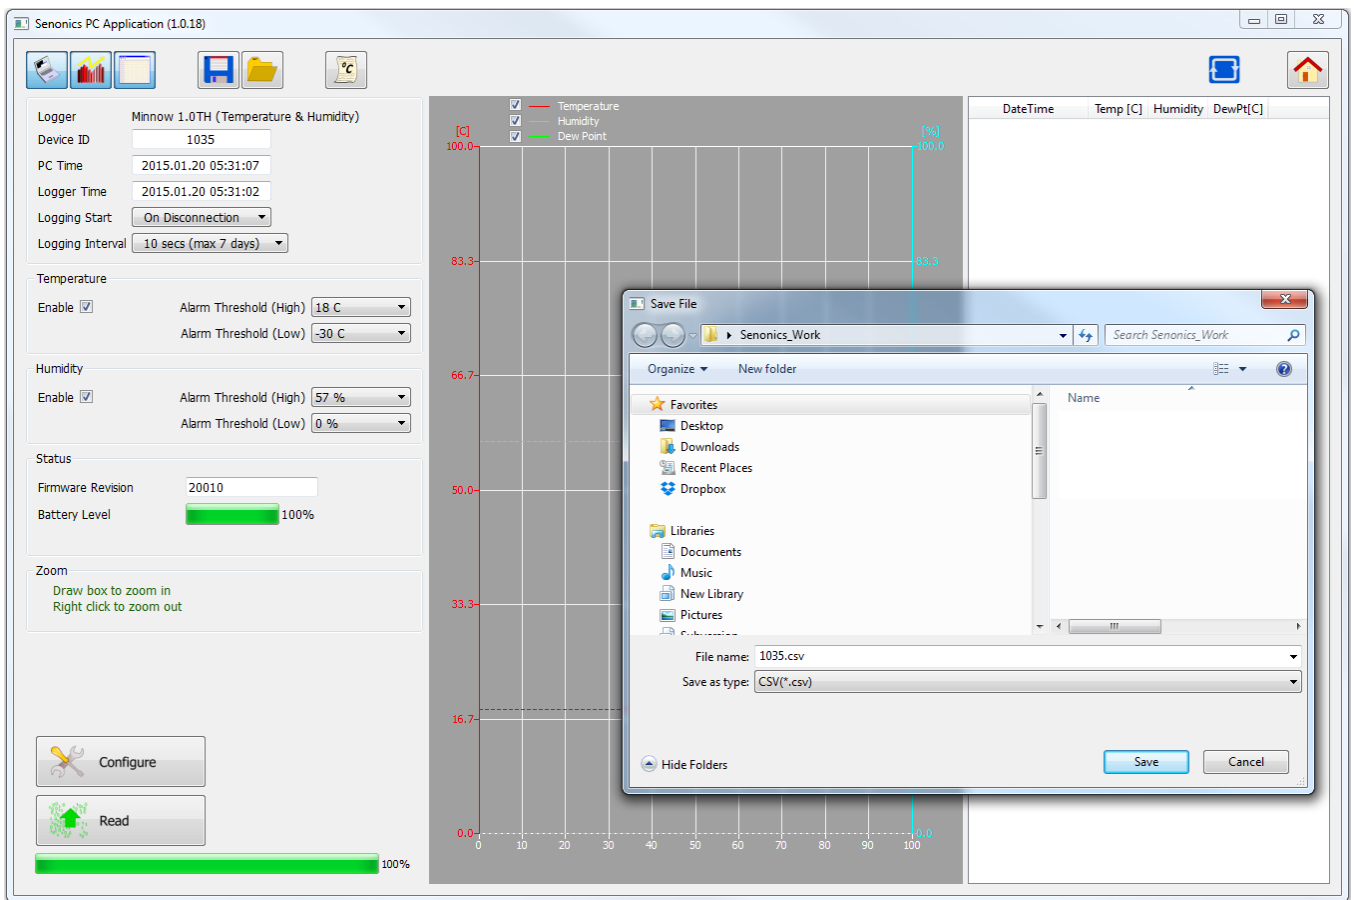 Senonics PC Application (1.0.18)
°C
Logger Minnow 1.0TH (Temperature & Humidity)
Device ID 1035
PC Time 2015.01.20 05:31:07
Logger Time 2015.01.20 05:31:02
Logging Start On Disconnection
Logging Interval 10 secs (max 7 days)
Temperature
Enable Alarm Threshold (High) 18 C
Alarm Threshold (Low) -30 C
Humidity
Enable Alarm Threshold (High) 57 %
Alarm Threshold (Low) 0 %
Status
Firmware Revision 20010
Battery Level 100%
Zoom
Draw box to zoom in
Right click to zoom out
Configure
Read
100%
Temperature
Humidity
Dew Point
[C] [%]
100.0 100.0
83.3 83.3
66.7
50.0
33.3
16.7
0.0 0.0
0 10 20 30 40 50 60 70 80 90 100
DateTime Temp [C] Humidity DewPt[C]
Save File
Senonics_Work Search Senonics_Work
Organize New folder
Favorites
Desktop
Downloads
Recent Places
Dropbox
Libraries
Documents
Music
New Library
Pictures
Name
File name: 1035.csv
Save as type: CSV(*.csv)
Hide Folders Save Cancel